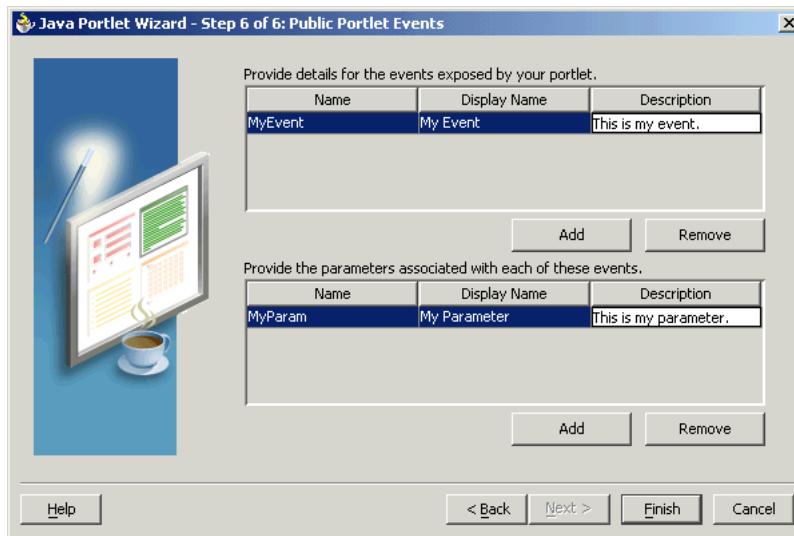 Java Portlet Wizard - Step 6 of 6: Public Portlet Events
Provide details for the events exposed by your portlet.
Name Display Name Description
MyEvent My Event This is my event.
Add Remove
Provide the parameters associated with each of these events.
Name Display Name Description
MyParam My Parameter This is my parameter.
Add Remove
Help < Back Next > Finish Cancel